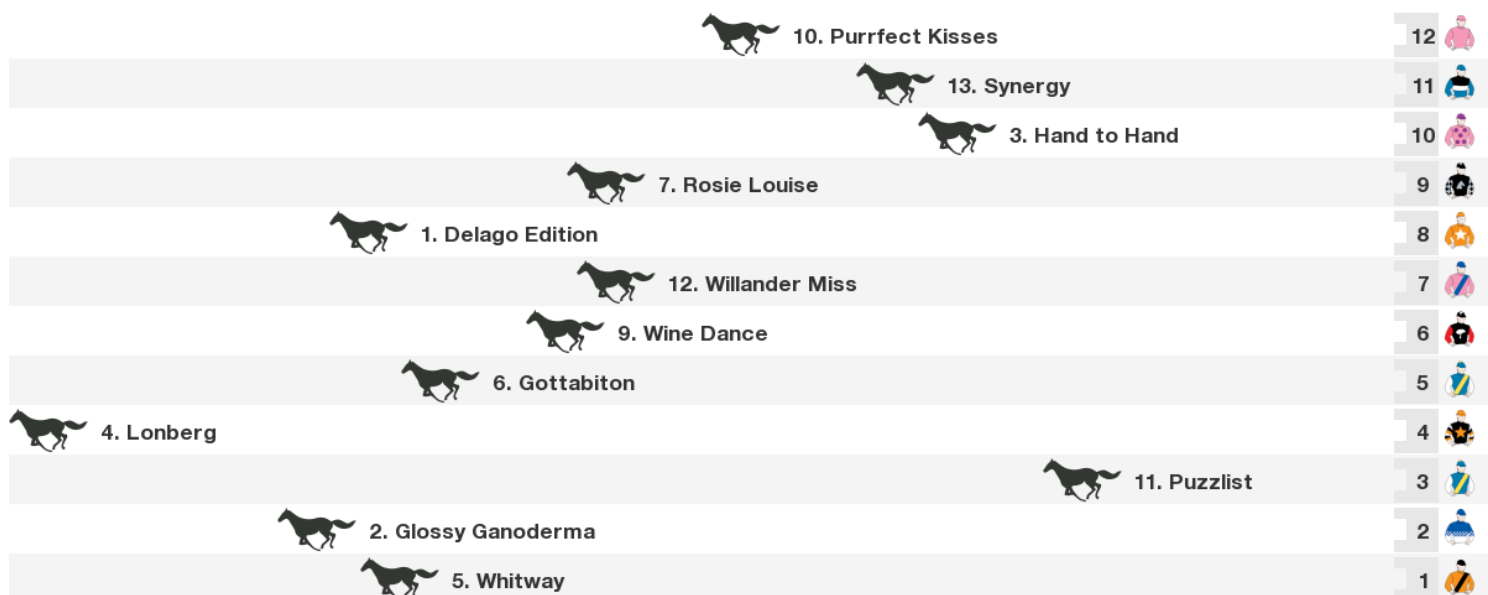 10. Purrfect Kisses 12
13. Synergy 11
3. Hand to Hand 10
7. Rosie Louise 9
1. Delago Edition 8
12. Willander Miss 7
9. Wine Dance 6
6. Gottabiton 5
4. Lonberg 4
11. Puzzlist 3
2. Glossy Ganoderma 2
5. Whitway 1